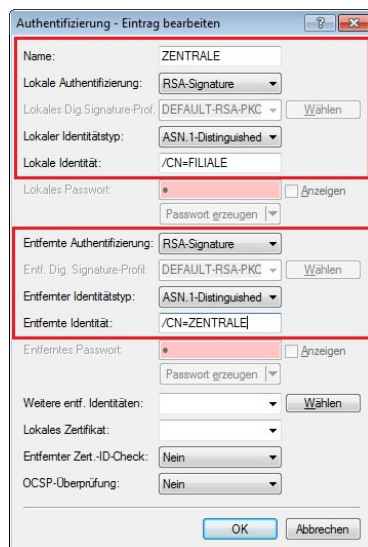 Authentifizierung - Eintrag bearbeiten
Name: ZENTRALE
Lokale Authentifizierung: RSA-Signature
Lokales Dig.Signature-Prof. DEFAULT-RSA-PKC Wählen
Lokaler Identitätstyp: ASN.1-Distinguished
Lokale Identität: /CN=FILIALE
Lokales Passwort: Anzeigen
Passwort erzeugen
Entfernte Authentifizierung: RSA-Signature
Entf. Dig. Signature-Profil: DEFAULT-RSA-PKC Wählen
Entfernter Identitätstyp: ASN.1-Distinguished
Entfernte Identität: /CN=ZENTRALE
Entferntes Passwort: Anzeigen
Passwort erzeugen
Weitere entf. Identitäten: Wählen
Lokales Zertifikat:
Entfernter Zert.-ID-Check: Nein
OCSP-Überprüfung: Nein
OK Abbrechen